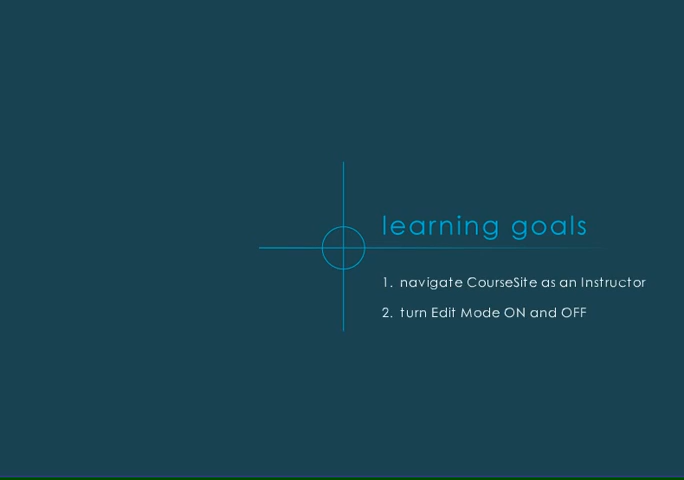 learning goals
1. navigate CourseSite as an Instructor
2. turn Edit Mode ON and OFF